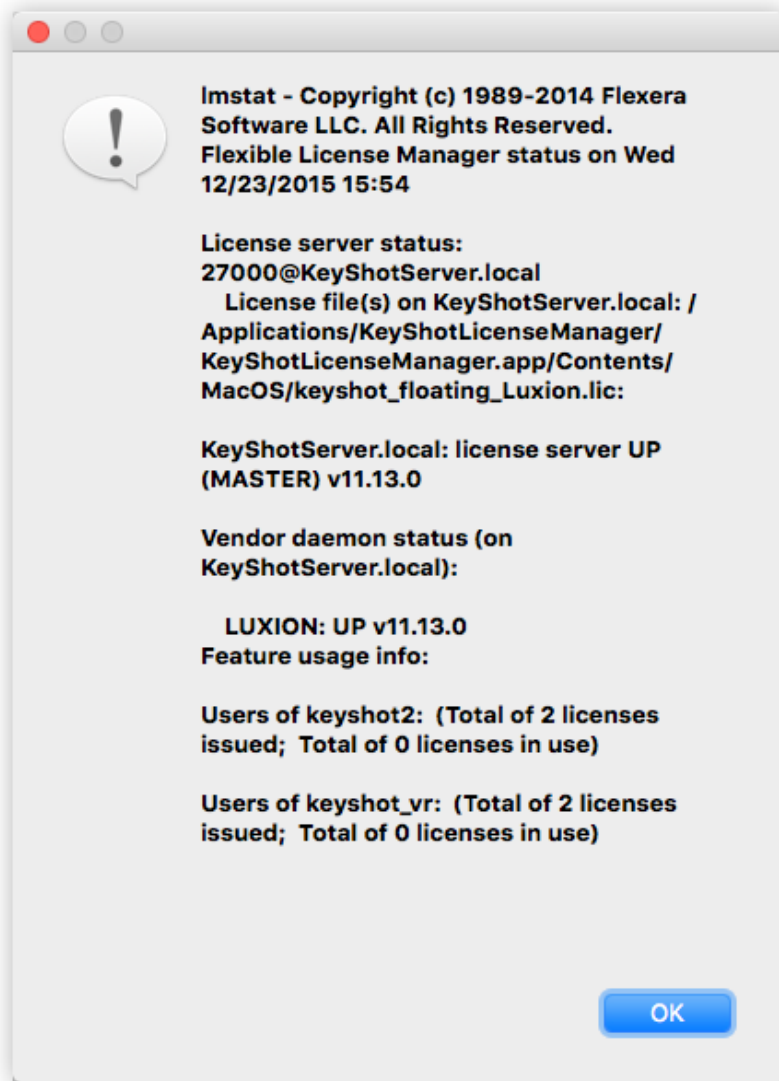 lmstat - Copyright (c) 1989-2014 Flexera
Software LLC. All Rights Reserved.
Flexible License Manager status on Wed
12/23/2015 15:54
License server status:
27000@KeyShotServer.local
License file(s) on KeyShotServer.local: /
Applications/KeyShotLicenseManager/
KeyShotLicenseManager.app/Contents/
MacOS/keyshot_floating_Luxion.lic:
KeyShotServer.local: license server UP
(MASTER) v11.13.0
Vendor daemon status (on
KeyShotServer.local):
LUXION: UP v11.13.0
Feature usage info:
Users of keyshot2:  (Total of 2 licenses
issued;  Total of 0 licenses in use)
Users of keyshot_vr:  (Total of 2 licenses
issued;  Total of 0 licenses in use)
OK